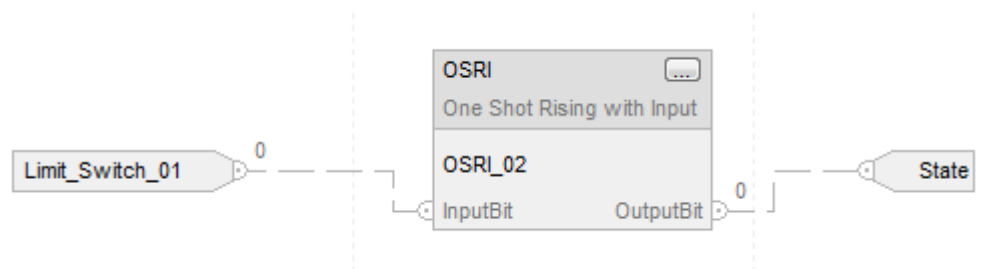 OSRI
...
One Shot Rising with Input
Limit_Switch_01
0
OSRI_02
InputBit
OutputBit
0
State